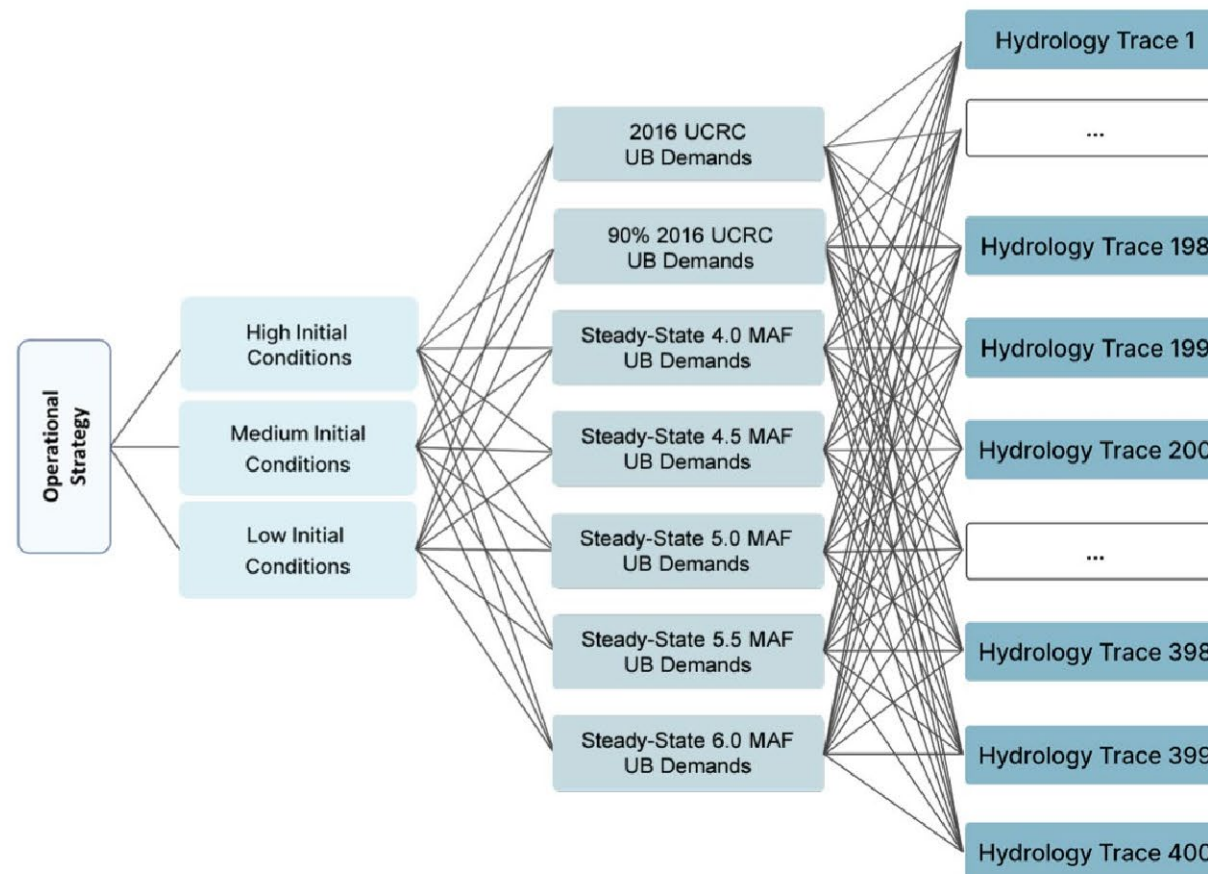 Operational
Strategy
High Initial
Conditions
Medium Initial
Conditions
Low Initial
Conditions
2016 UCRC
UB Demands
90% 2016 UCRC
UB Demands
Steady-State 4.0 MAF
UB Demands
Steady-State 4.5 MAF
UB Demands
Steady-State 5.0 MAF
UB Demands
Steady-State 5.5 MAF
UB Demands
Steady-State 6.0 MAF
UB Demands
Hydrology Trace 1
...
Hydrology Trace 198
Hydrology Trace 199
Hydrology Trace 200
...
Hydrology Trace 398
Hydrology Trace 399
Hydrology Trace 400